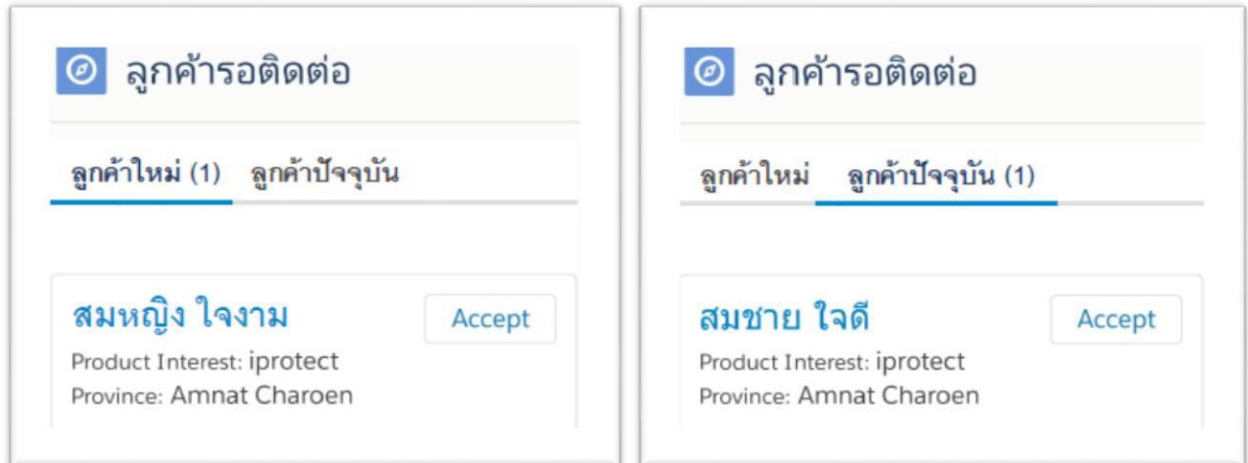 ลูกค้ารอติดต่อ
ลูกค้าใหม่ (1) ลูกค้าปัจจุบัน
สมหญิง ใจงาม
Accept
Product Interest: iprotect
Province: Amnat Charoen
ลูกค้ารอติดต่อ
ลูกค้าใหม่ ลูกค้าปัจจุบัน (1)
สมชาย ใจดี
Accept
Product Interest: iprotect
Province: Amnat Charoen